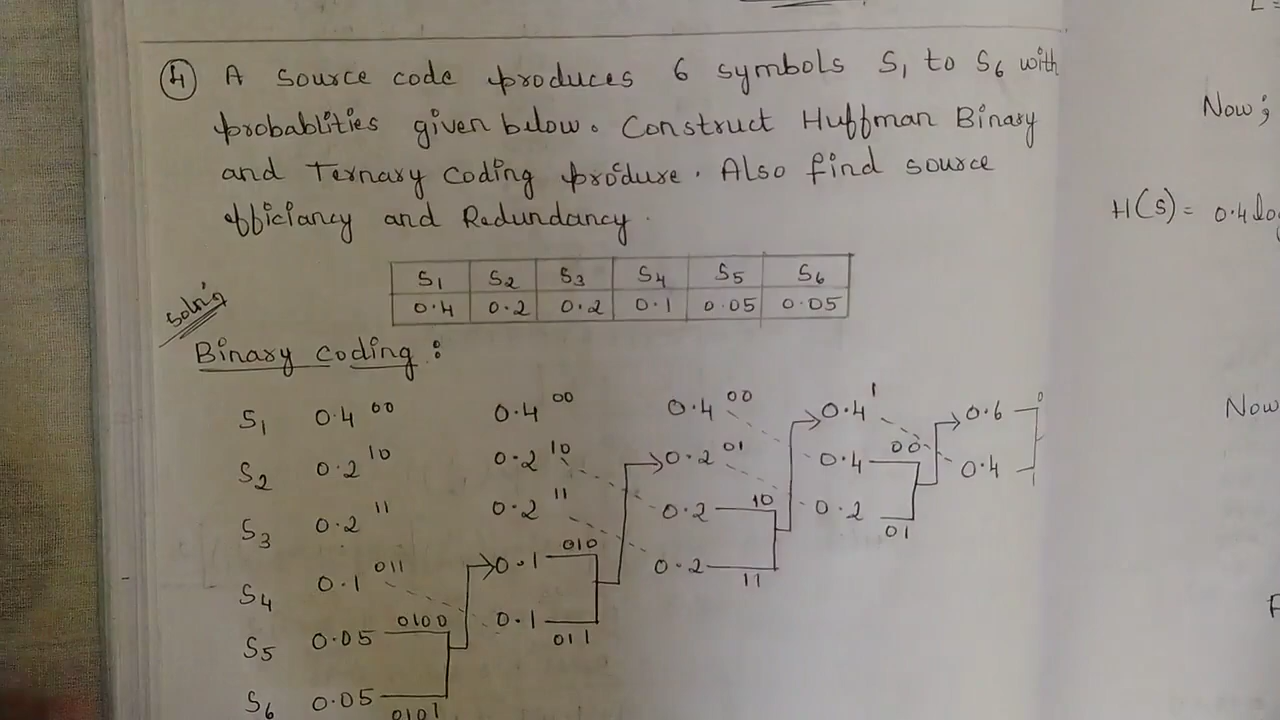 L =
④ A source code produces 6 symbols S1 to S6 with
probablities given below. Construct Huffman Binary
and Ternary Coding produre. Also find source
efficiancy and Redundancy.
Now;
H(S) = 0.4 lo
Soln:
S1 S2 S3 S4 S5 S6
0.4 0.2 0.2 0.1 0.05 0.05
Binary Coding :
Now
S1 0.4 00 0.4 00 0.4 00 0.4 1 0.6 0
S2 0.2 10 0.2 10 0.2 01 0.4 00 0.4 1
S3 0.2 11 0.2 11 0.2 10 0.2 01
S4 0.1 011 0.1 010 0.2 11
S5 0.05 0100 0.1 011
S6 0.05 0101